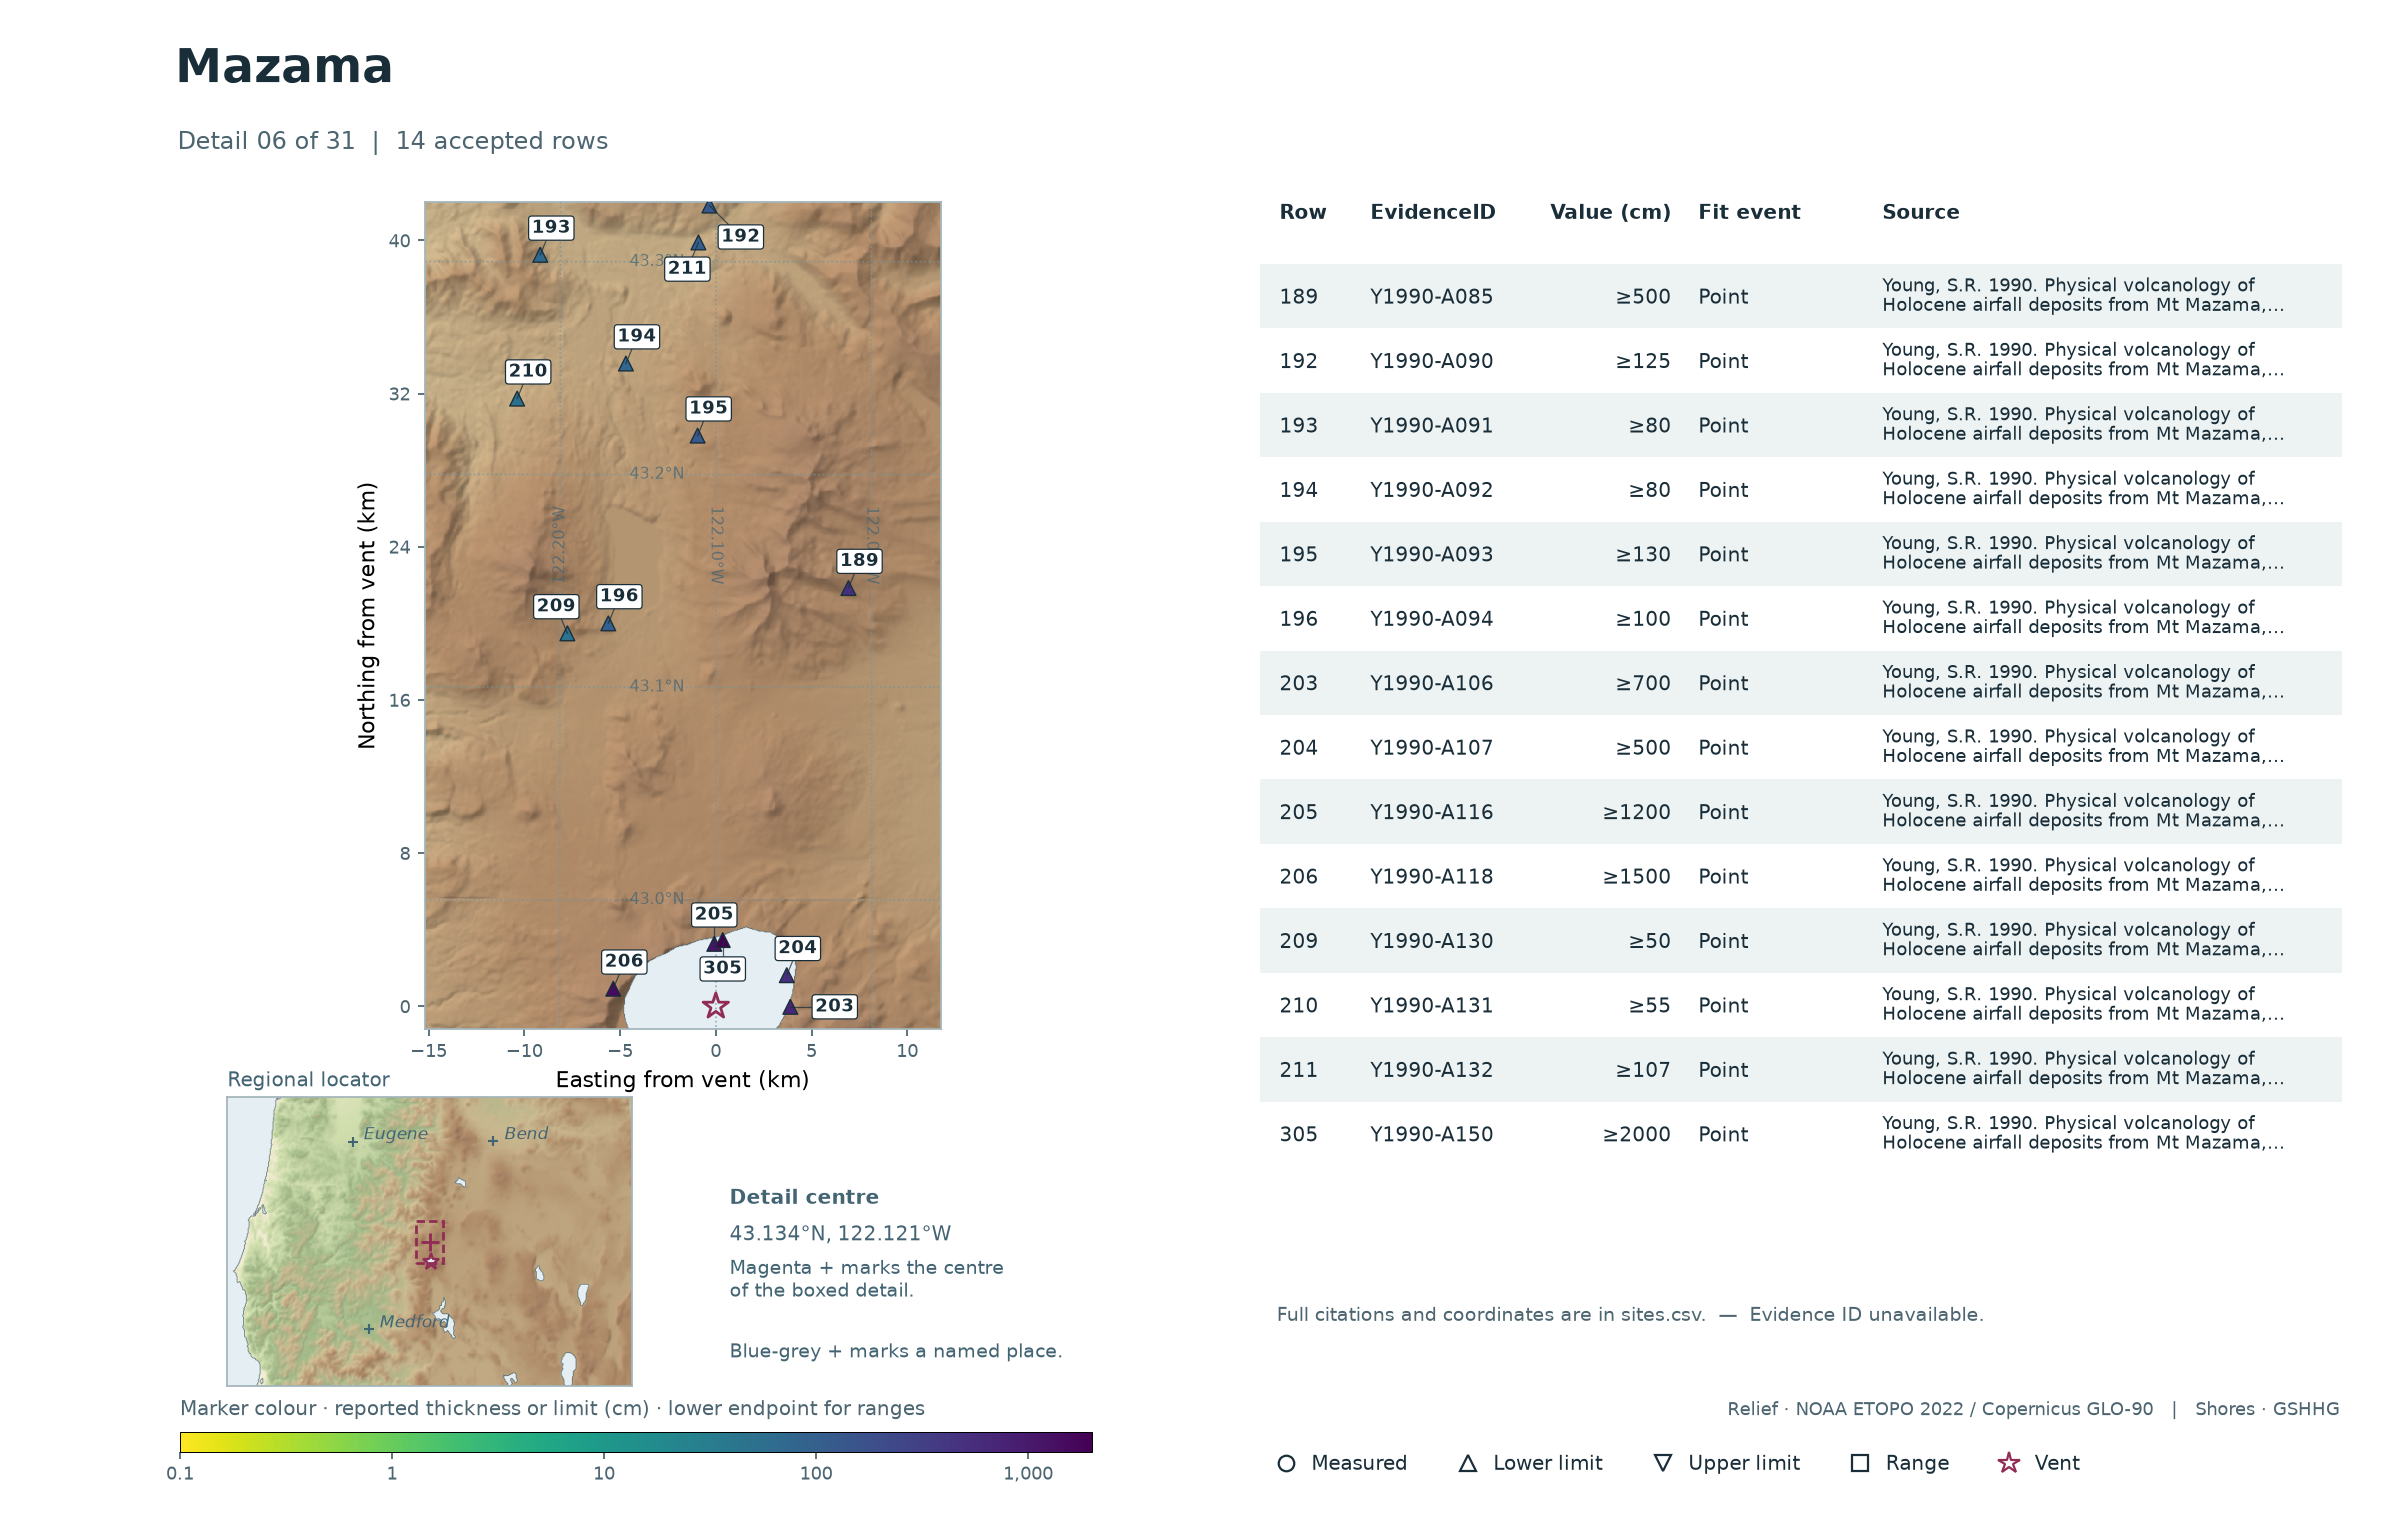 Mazama
Detail 06 of 31 | 14 accepted rows
Northing from vent (km)
40
32
24
16
8
0
193
192
211
43.3°N
194
210
195
43.2°N
122.20°W
122.10°W
122.0
W
189
196
209
43.1°N
43.0°N
205
204
206
305
203
−15
−10
−5
0
5
10
Easting from vent (km)
Regional locator
Eugene
Bend
Medford
Detail centre
43.134°N, 122.121°W
Magenta + marks the centre
of the boxed detail.
Blue-grey + marks a named place.
Marker colour · reported thickness or limit (cm) · lower endpoint for ranges
0.1
1
10
100
1,000
Row EvidenceID Value (cm) Fit event Source
189 Y1990-A085 ≥500 Point Young, S.R. 1990. Physical volcanology of
Holocene airfall deposits from Mt Mazama,...
192 Y1990-A090 ≥125 Point Young, S.R. 1990. Physical volcanology of
Holocene airfall deposits from Mt Mazama,...
193 Y1990-A091 ≥80 Point Young, S.R. 1990. Physical volcanology of
Holocene airfall deposits from Mt Mazama,...
194 Y1990-A092 ≥80 Point Young, S.R. 1990. Physical volcanology of
Holocene airfall deposits from Mt Mazama,...
195 Y1990-A093 ≥130 Point Young, S.R. 1990. Physical volcanology of
Holocene airfall deposits from Mt Mazama,...
196 Y1990-A094 ≥100 Point Young, S.R. 1990. Physical volcanology of
Holocene airfall deposits from Mt Mazama,...
203 Y1990-A106 ≥700 Point Young, S.R. 1990. Physical volcanology of
Holocene airfall deposits from Mt Mazama,...
204 Y1990-A107 ≥500 Point Young, S.R. 1990. Physical volcanology of
Holocene airfall deposits from Mt Mazama,...
205 Y1990-A116 ≥1200 Point Young, S.R. 1990. Physical volcanology of
Holocene airfall deposits from Mt Mazama,...
206 Y1990-A118 ≥1500 Point Young, S.R. 1990. Physical volcanology of
Holocene airfall deposits from Mt Mazama,...
209 Y1990-A130 ≥50 Point Young, S.R. 1990. Physical volcanology of
Holocene airfall deposits from Mt Mazama,...
210 Y1990-A131 ≥55 Point Young, S.R. 1990. Physical volcanology of
Holocene airfall deposits from Mt Mazama,...
211 Y1990-A132 ≥107 Point Young, S.R. 1990. Physical volcanology of
Holocene airfall deposits from Mt Mazama,...
305 Y1990-A150 ≥2000 Point Young, S.R. 1990. Physical volcanology of
Holocene airfall deposits from Mt Mazama,...
Full citations and coordinates are in sites.csv. — Evidence ID unavailable.
Relief · NOAA ETOPO 2022 / Copernicus GLO-90 | Shores · GSHHG
Measured Lower limit Upper limit Range Vent